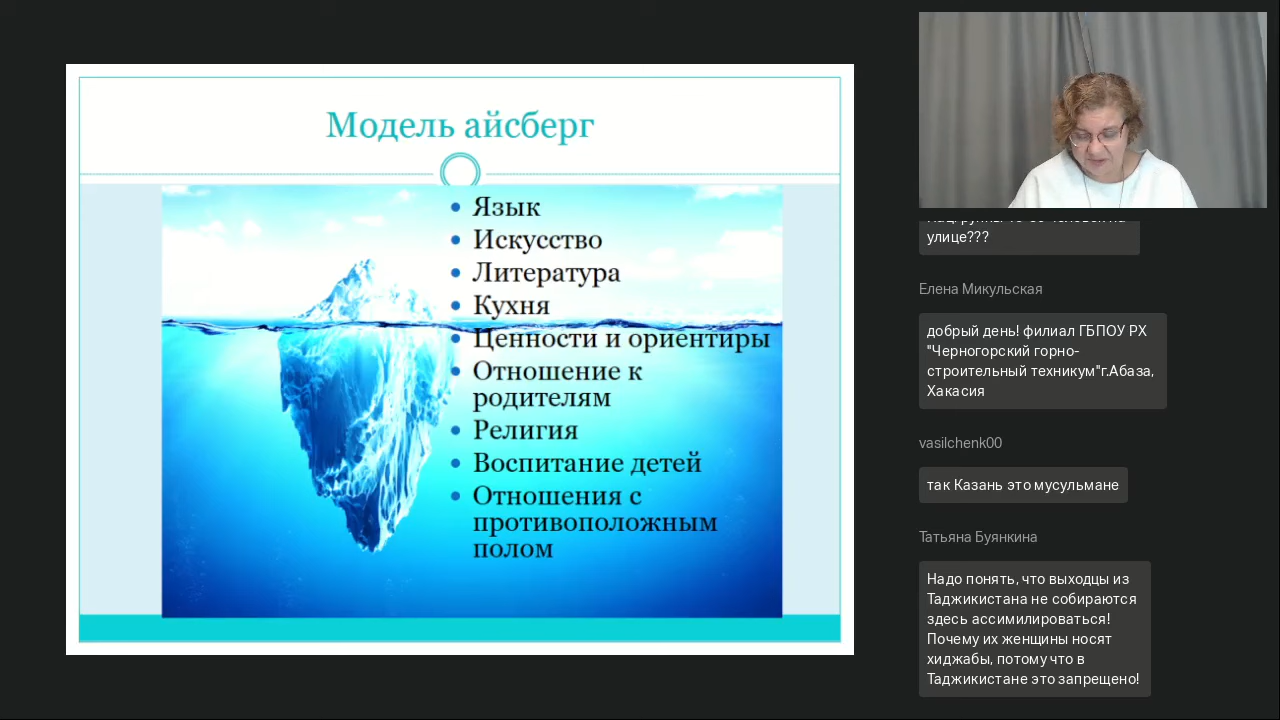 Модель айсберг
Язык
Искусство
Литература
Кухня
Ценности и ориентиры
Отношение к
родителям
Религия
Воспитание детей
Отношения с
противоположным
полом
улице???
Елена Микульская
добрый день! филиал ГБПОУ РХ
"Черногорский горно-
строительный техникум"г.Абаза,
Хакасия
vasilchenk00
так Казань это мусульмане
Татьяна Буянкина
Надо понять, что выходцы из
Таджикистана не собираются
здесь ассимилироваться!
Почему их женщины носят
хиджабы, потому что в
Таджикистане это запрещено!